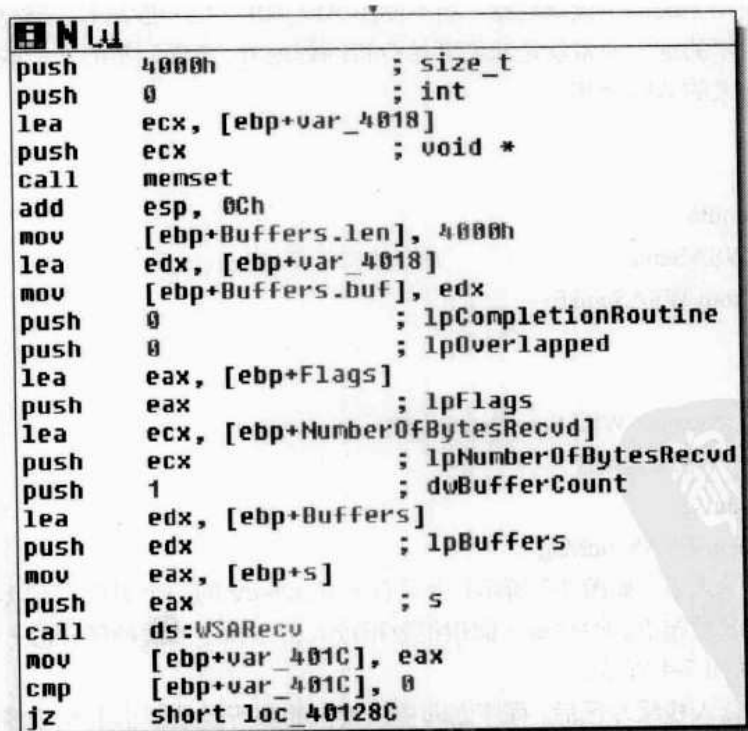 push 4000h ; size_t
push 0 ; int
lea ecx, [ebp+var_4018]
push ecx ; void *
call memset
add esp, 0Ch
mov [ebp+Buffers.len], 4000h
lea edx, [ebp+var_4018]
mov [ebp+Buffers.buf], edx
push 0 ; lpCompletionRoutine
push 0 ; lpOverlapped
lea eax, [ebp+Flags]
push eax ; lpFlags
lea ecx, [ebp+NumberOfBytesRecvd]
push ecx ; lpNumberOfBytesRecvd
push 1 ; dwBufferCount
lea edx, [ebp+Buffers]
push edx ; lpBuffers
mov eax, [ebp+s]
push eax ; s
call ds:WSARecv
mov [ebp+var_401C], eax
cmp [ebp+var_401C], 0
jz short loc_40128C